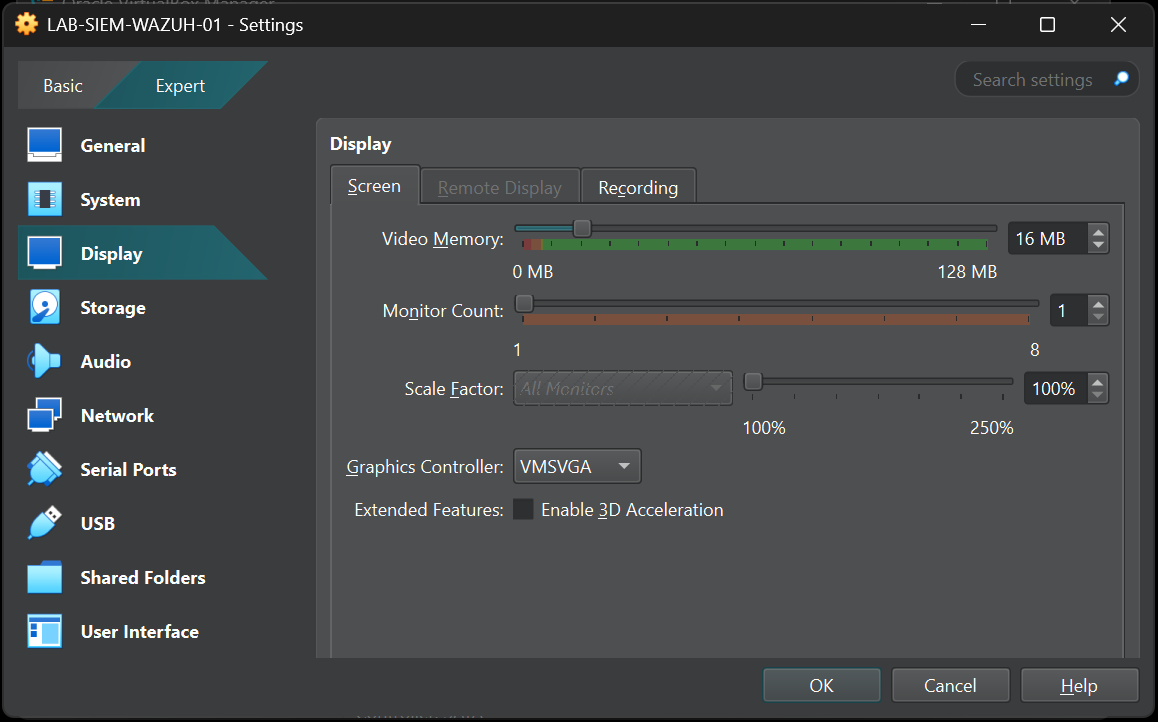 Oracle VirtualBox Manager
LAB-SIEM-WAZUH-01 - Settings
Basic
Expert
Search settings
General
System
Display
Storage
Audio
Network
Serial Ports
USB
Shared Folders
User Interface
Display
Screen
Remote Display
Recording
Video Memory:
16 MB
0 MB
128 MB
Monitor Count:
1
1
8
Scale Factor:
All Monitors
100%
100%
250%
Graphics Controller:
VMSVGA
Extended Features:
Enable 3D Acceleration
OK
Cancel
Help